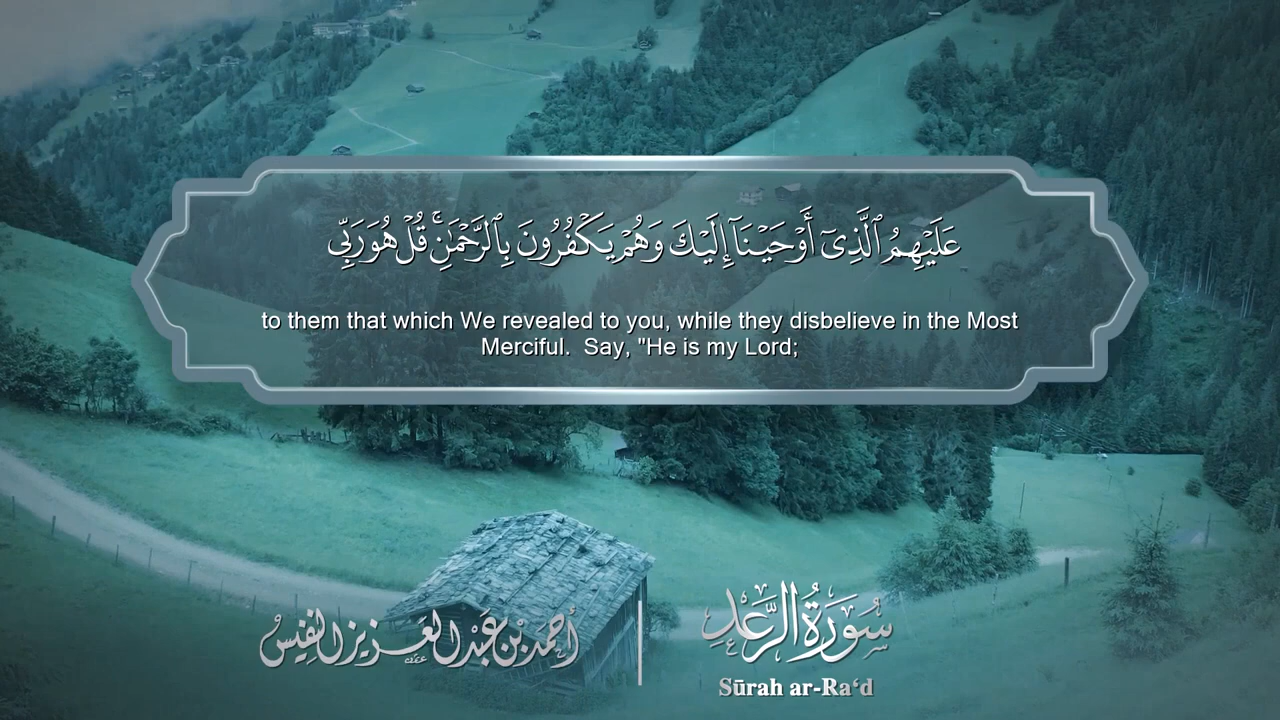 عَلَيْهِمُ ٱلَّذِىٓ أَوْحَيْنَآ إِلَيْكَ وَهُمْ يَكْفُرُونَ بِٱلرَّحْمَٰنِ ۚ قُلْ هُوَ رَبِّى
to them that which We revealed to you, while they disbelieve in the Most
Merciful.  Say, "He is my Lord;
سُورَةُ الرَّعْدِ
Sūrah ar-Ra‘d
أحمد بن عبد العزيز النفيس